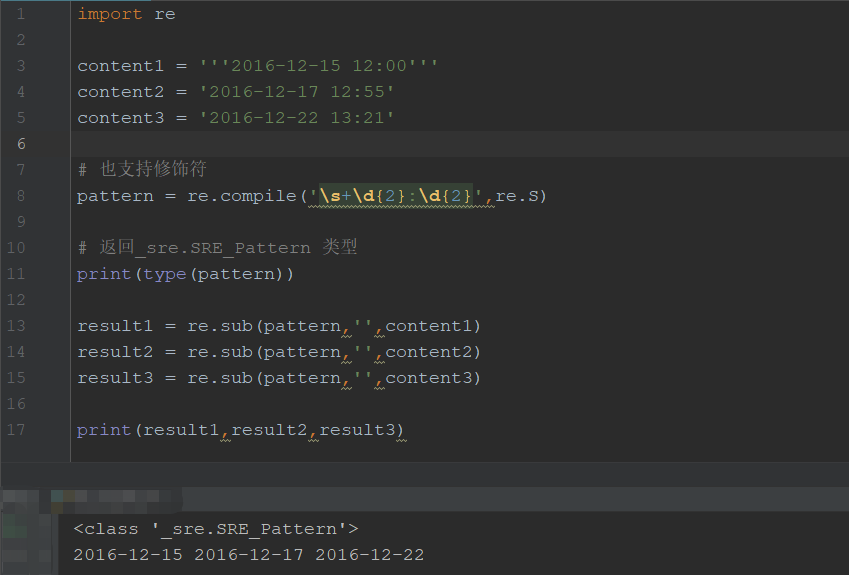 1 import re
2
3 content1 = '''2016-12-15 12:00'''
4 content2 = '2016-12-17 12:55'
5 content3 = '2016-12-22 13:21'
6
7 # 也支持修饰符
8 pattern = re.compile('\s+\d{2}:\d{2}',re.S)
9
10 # 返回_sre.SRE_Pattern 类型
11 print(type(pattern))
12
13 result1 = re.sub(pattern,'',content1)
14 result2 = re.sub(pattern,'',content2)
15 result3 = re.sub(pattern,'',content3)
16
17 print(result1,result2,result3)
<class '_sre.SRE_Pattern'>
2016-12-15 2016-12-17 2016-12-22